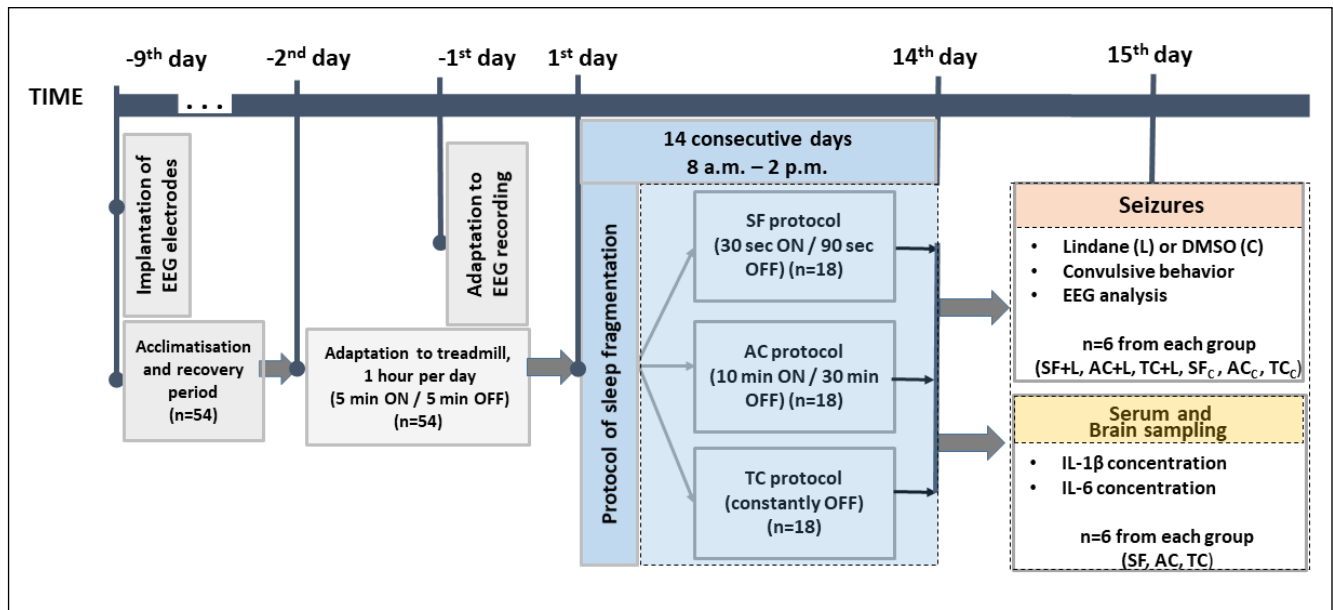 -9th day
-2nd day
-1st day
1st day
14th day
15th day
TIME
...
Implantation of
EEG electrodes
Acclimatisation
and recovery
period
(n=54)
Adaptation to treadmill,
1 hour per day
(5 min ON / 5 min OFF)
(n=54)
Adaptation to
EEG recording
14 consecutive days
8 a.m. – 2 p.m.
Protocol of sleep fragmentation
SF protocol
(30 sec ON / 90 sec
OFF) (n=18)
AC protocol
(10 min ON / 30 min
OFF) (n=18)
TC protocol
(constantly OFF)
(n=18)
Seizures
• Lindane (L) or DMSO (C)
• Convulsive behavior
• EEG analysis
n=6 from each group
(SF+L, AC+L, TC+L, SFC, ACC, TCC)
Serum and
Brain sampling
• IL-1β concentration
• IL-6 concentration
n=6 from each group
(SF, AC, TC)